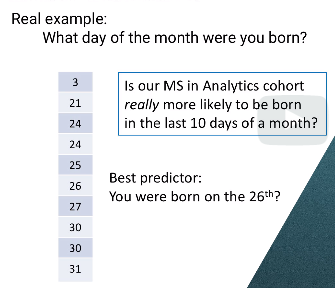 Real example:
What day of the month were you born?
3
21
24
24
25
26
27
30
30
31
Is our MS in Analytics cohort
really more likely to be born
in the last 10 days of a month?
Best predictor:
You were born on the 26th?